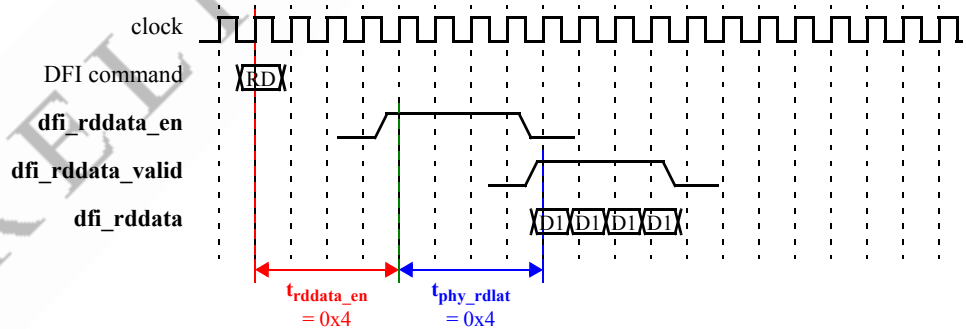 clock
DFI command
RD
dfi_rddata_en
dfi_rddata_valid
dfi_rddata
D1 D1 D1 D1
trddata_en
= 0x4
tphy_rdlat
= 0x4